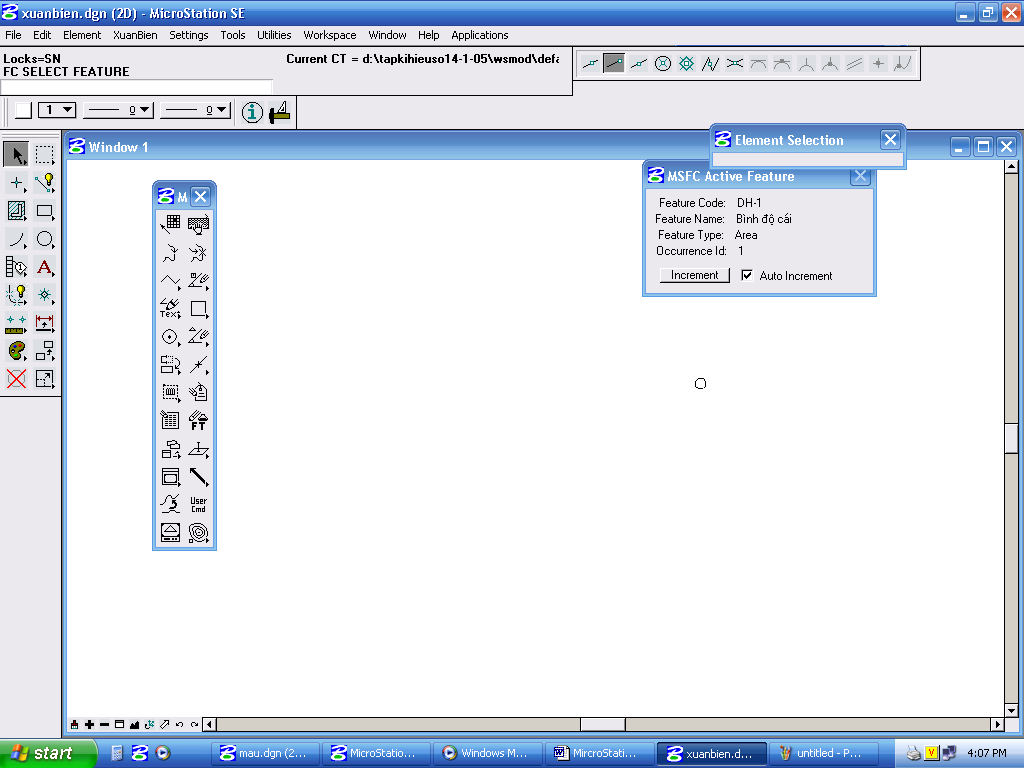 xuanbien.dgn (2D) - MicroStation SE
File Edit Element XuanBien Settings Tools Utilities Workspace Window Help Applications
Locks=SN
Current CT = d:\tapkihieuso14-1-05\wsmod\defa
FC SELECT FEATURE
1 0 0
Window 1
Element Selection
M
MSFC Active Feature
Feature Code: DH-1
Feature Name: Bình độ cái
Feature Type: Area
Occurrence Id: 1
Increment Auto Increment
Text
FT
User
Cmd
start
mau.dgn (2...
MicroStatio...
Windows M...
MircroStati...
xuanbien.d...
untitled - P...
V
4:07 PM